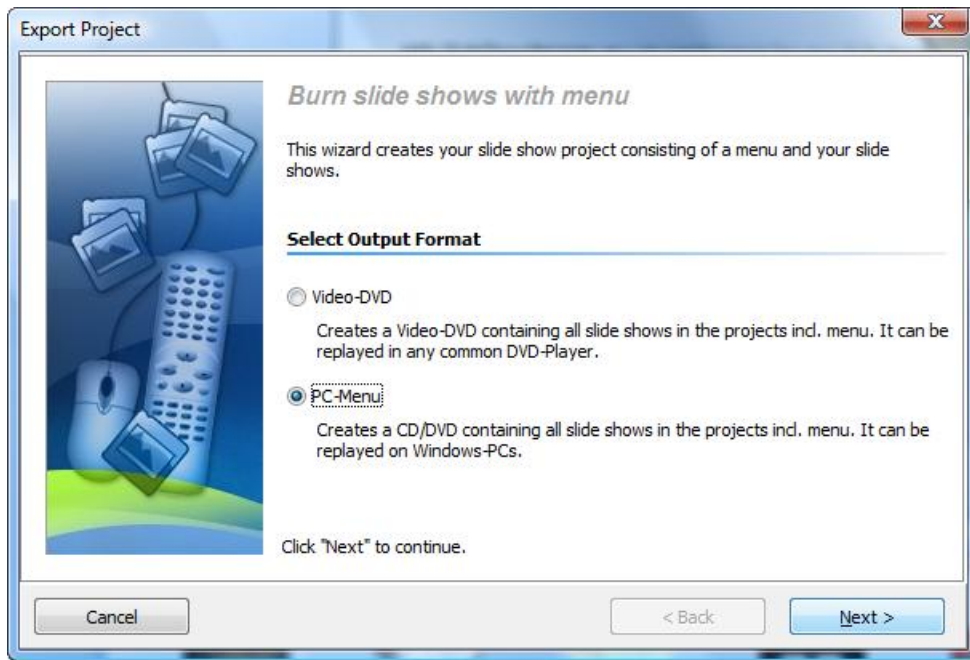 Export Project
Burn slide shows with menu
This wizard creates your slide show project consisting of a menu and your slide
shows.
Select Output Format
Video-DVD
Creates a Video-DVD containing all slide shows in the projects incl. menu. It can be
replayed in any common DVD-Player.
PC-Menu
Creates a CD/DVD containing all slide shows in the projects incl. menu. It can be
replayed on Windows-PCs.
Click "Next" to continue.
Cancel
< Back
Next >